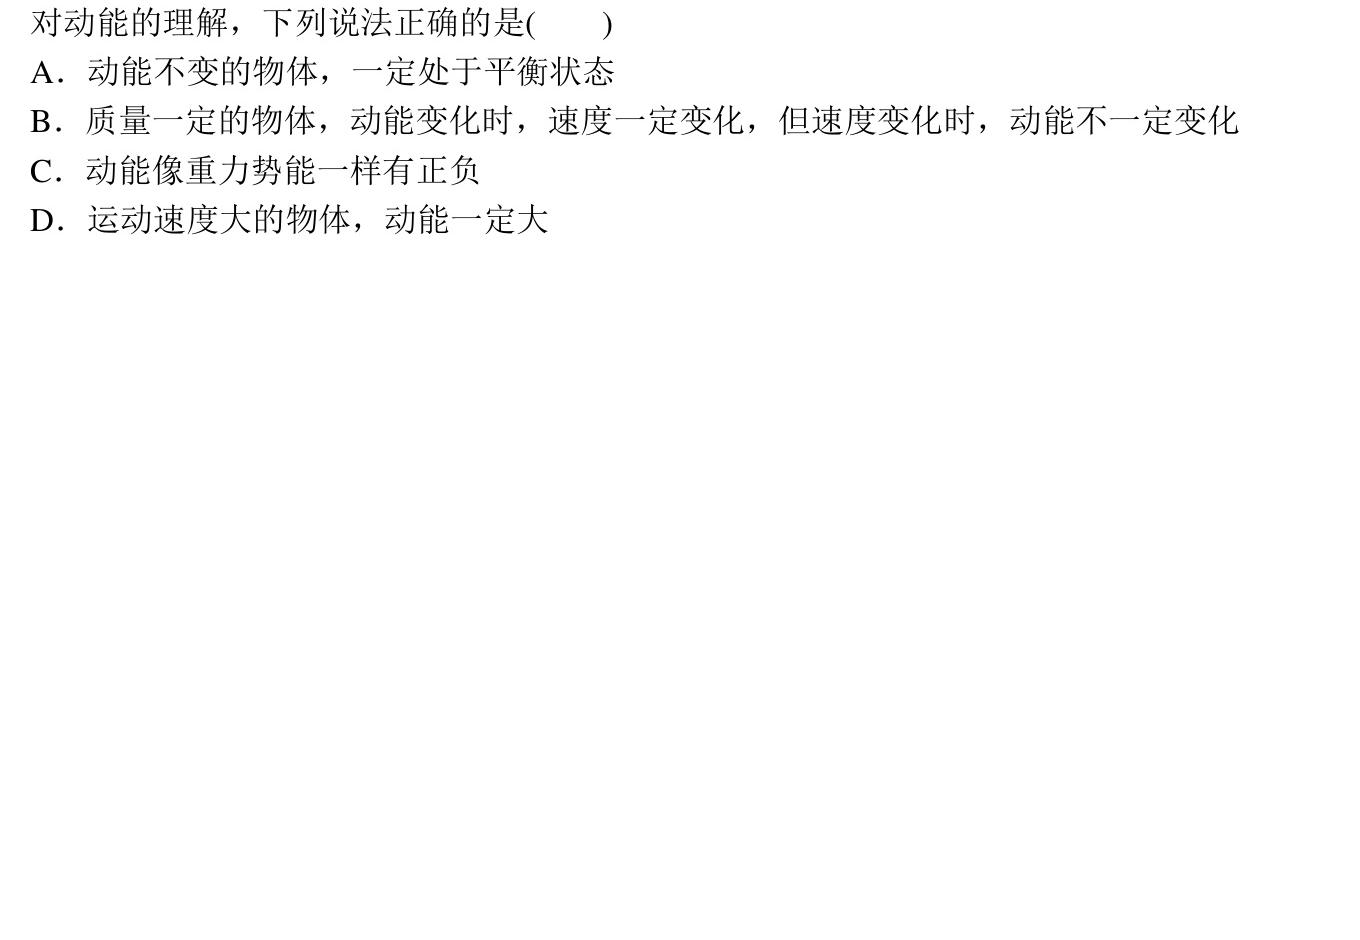 对动能的理解，下列说法正确的是(　　)
A．动能不变的物体，一定处于平衡状态
B．质量一定的物体，动能变化时，速度一定变化，但速度变化时，动能不一定变化
C．动能像重力势能一样有正负
D．运动速度大的物体，动能一定大